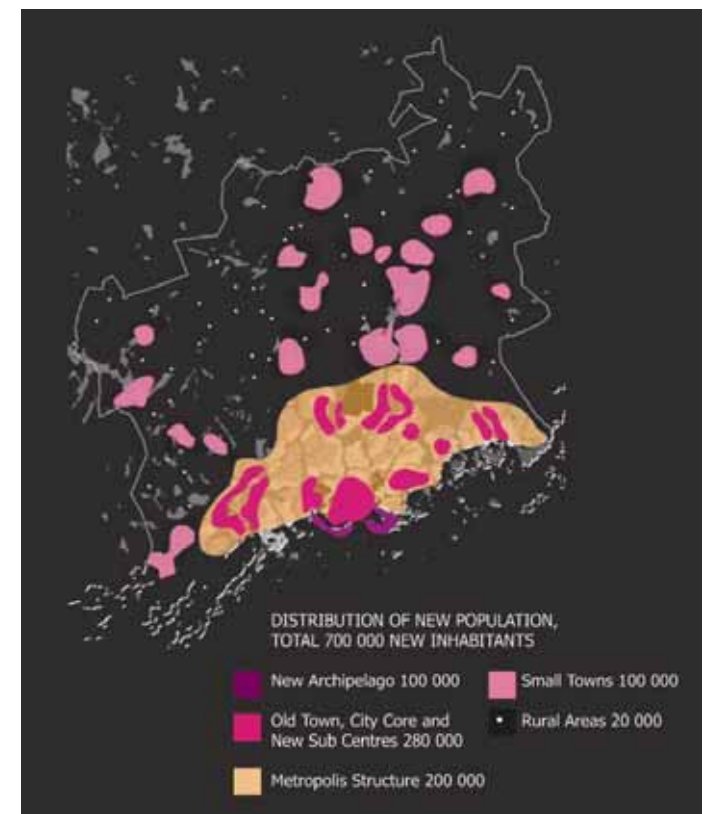 DISTRIBUTION OF NEW POPULATION,
TOTAL 700 000 NEW INHABITANTS
New Archipelago 100 000
Old Town, City Core and
New Sub Centres 280 000
Metropolis Structure 200 000
Small Towns 100 000
Rural Areas 20 000